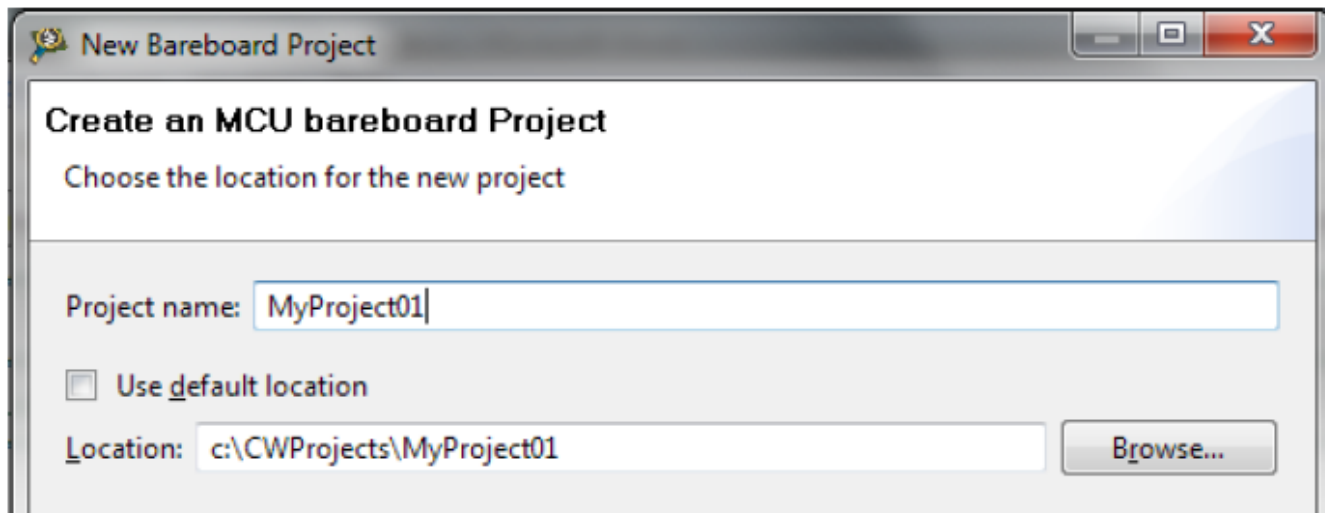 New Bareboard Project
Create an MCU bareboard Project
Choose the location for the new project
Project name: MyProject01
Use default location
Location: c:\CWProjects\MyProject01 Browse...